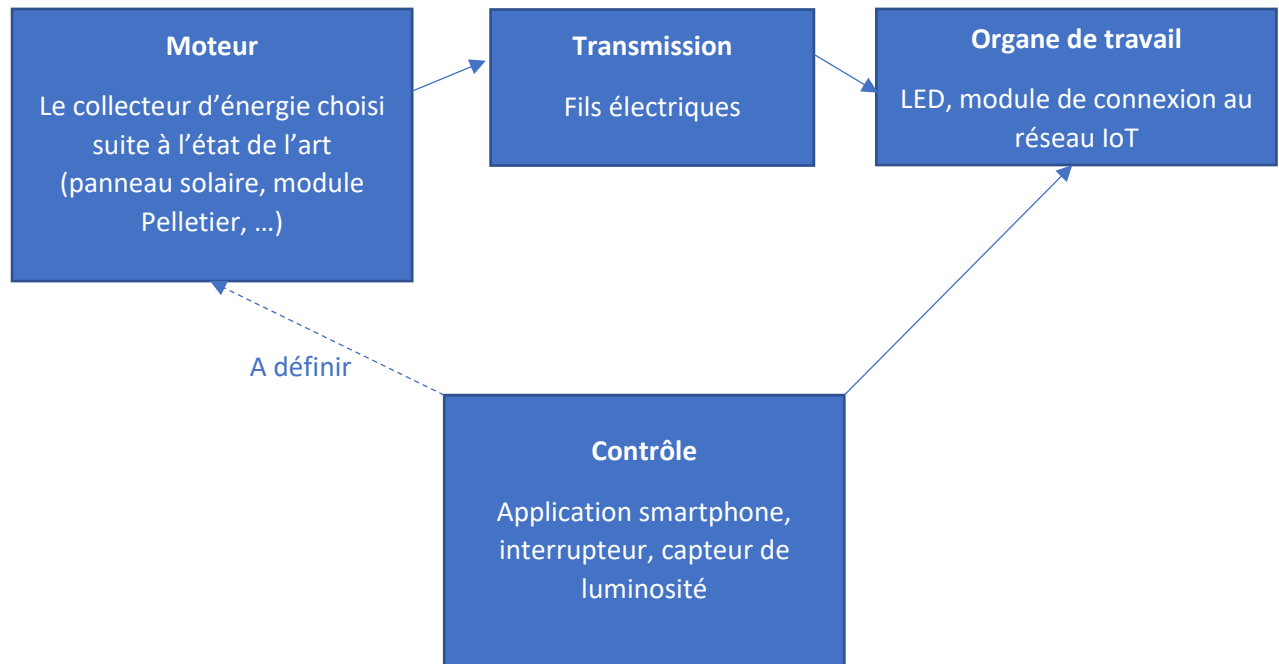 Moteur
Le collecteur d’énergie choisi
suite à l’état de l’art
(panneau solaire, module
Pelletier, …)
Transmission
Fils électriques
Organe de travail
LED, module de connexion au
réseau IoT
A définir
Contrôle
Application smartphone,
interrupteur, capteur de
luminosité